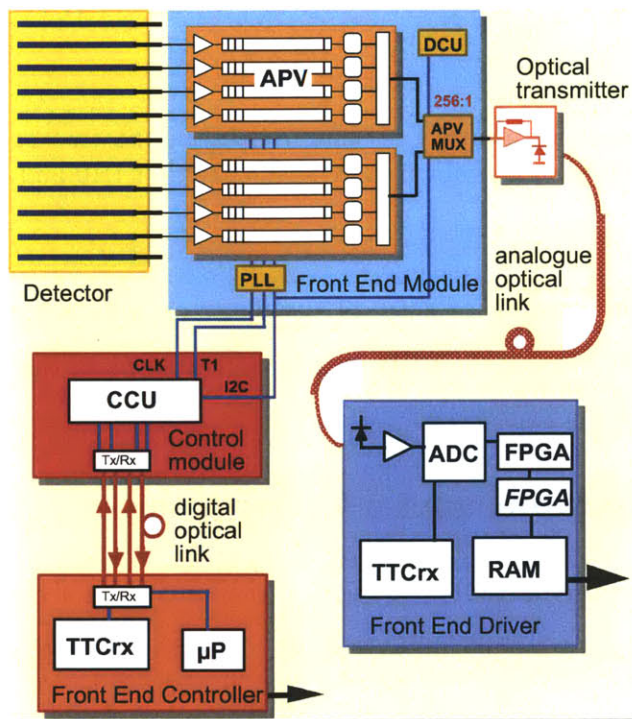 DCU
APV
256:1
APV
MUX
Optical
transmitter
PLL
Front End Module
Detector
analogue
optical
link
CLK
T1
I2C
CCU
Control
module
Tx/Rx
digital
optical
link
ADC
FPGA
FPGA
TTCrx
RAM
Front End Driver
Tx/Rx
TTCrx
µP
Front End Controller